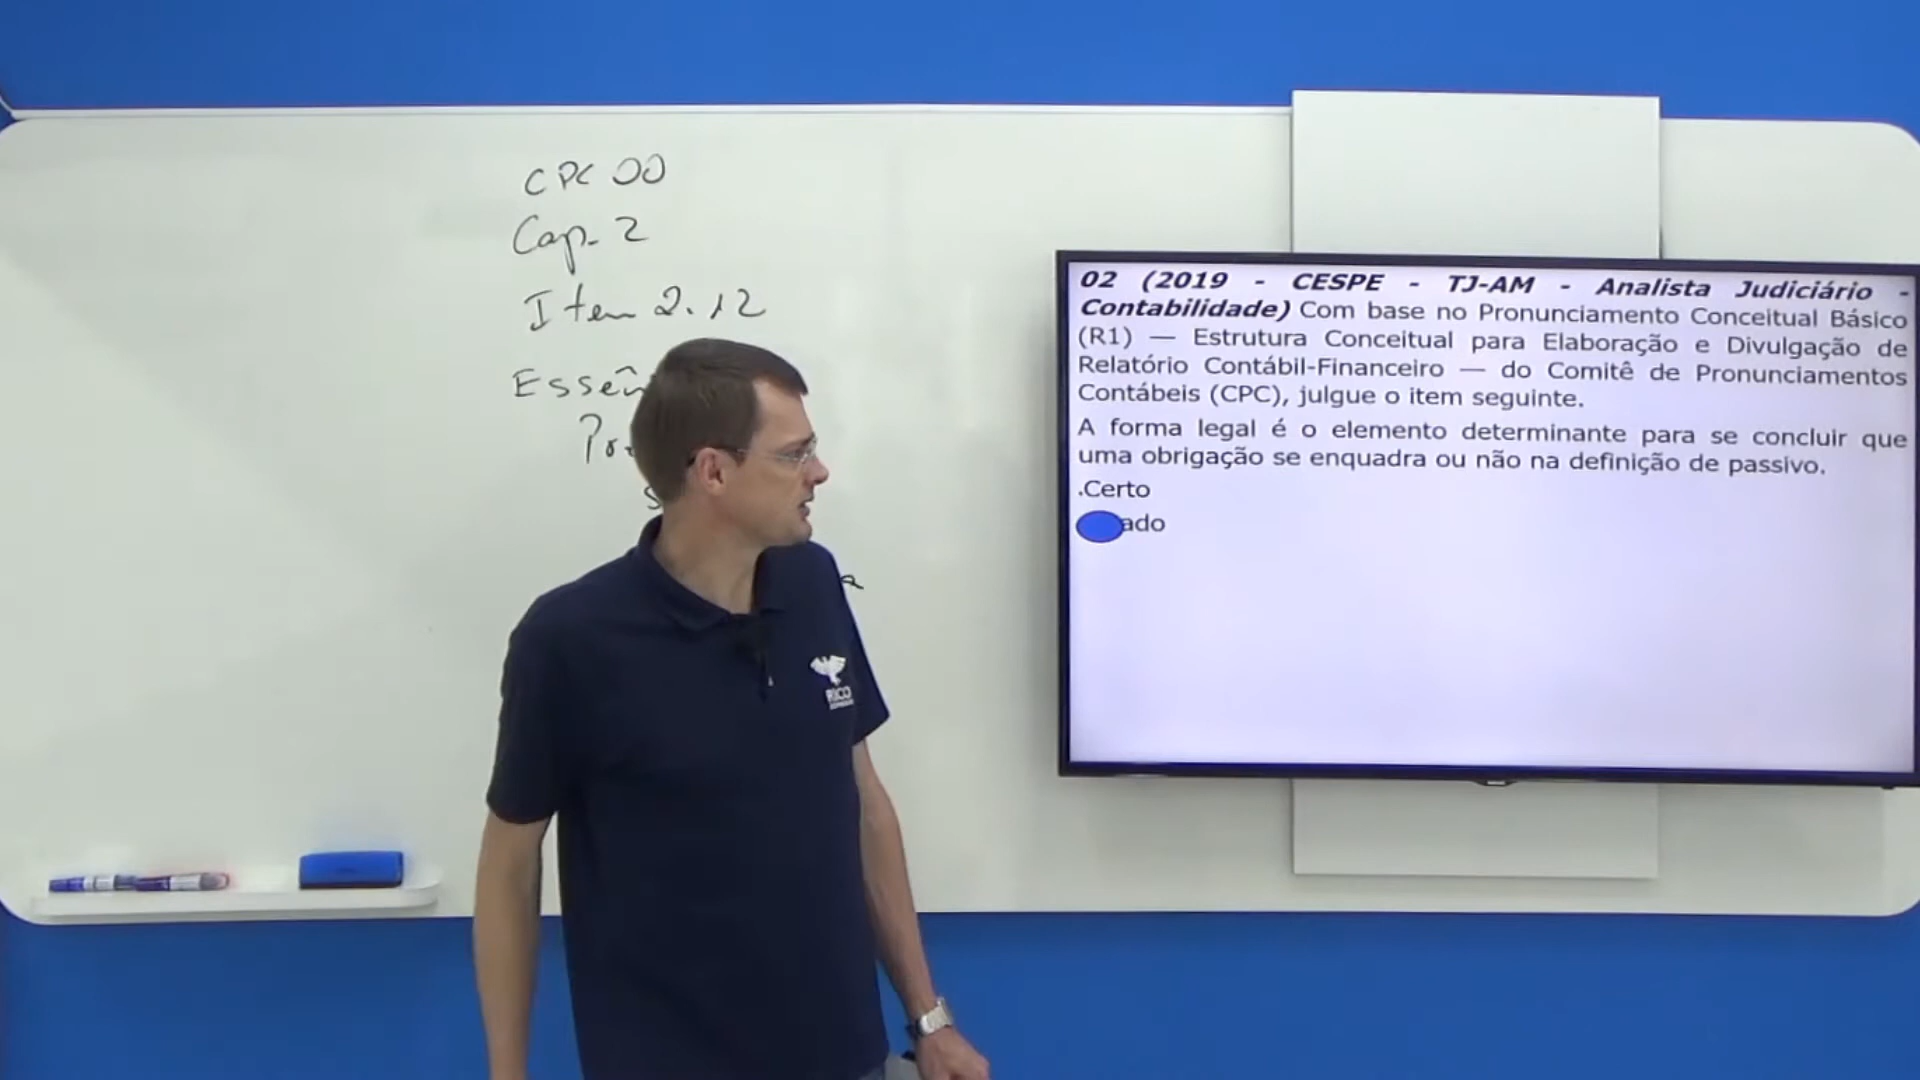 CPC 00
Cap. 2
Item 2.12
02 (2019 - CESPE - TJ-AM - Analista Judiciário -
Contabilidade) Com base no Pronunciamento Conceitual Básico
(R1) — Estrutura Conceitual para Elaboração e Divulgação de
Relatório Contábil-Financeiro — do Comitê de Pronunciamentos
Contábeis (CPC), julgue o item seguinte.
A forma legal é o elemento determinante para se concluir que
uma obrigação se enquadra ou não na definição de passivo.
.Certo
ado
RICO